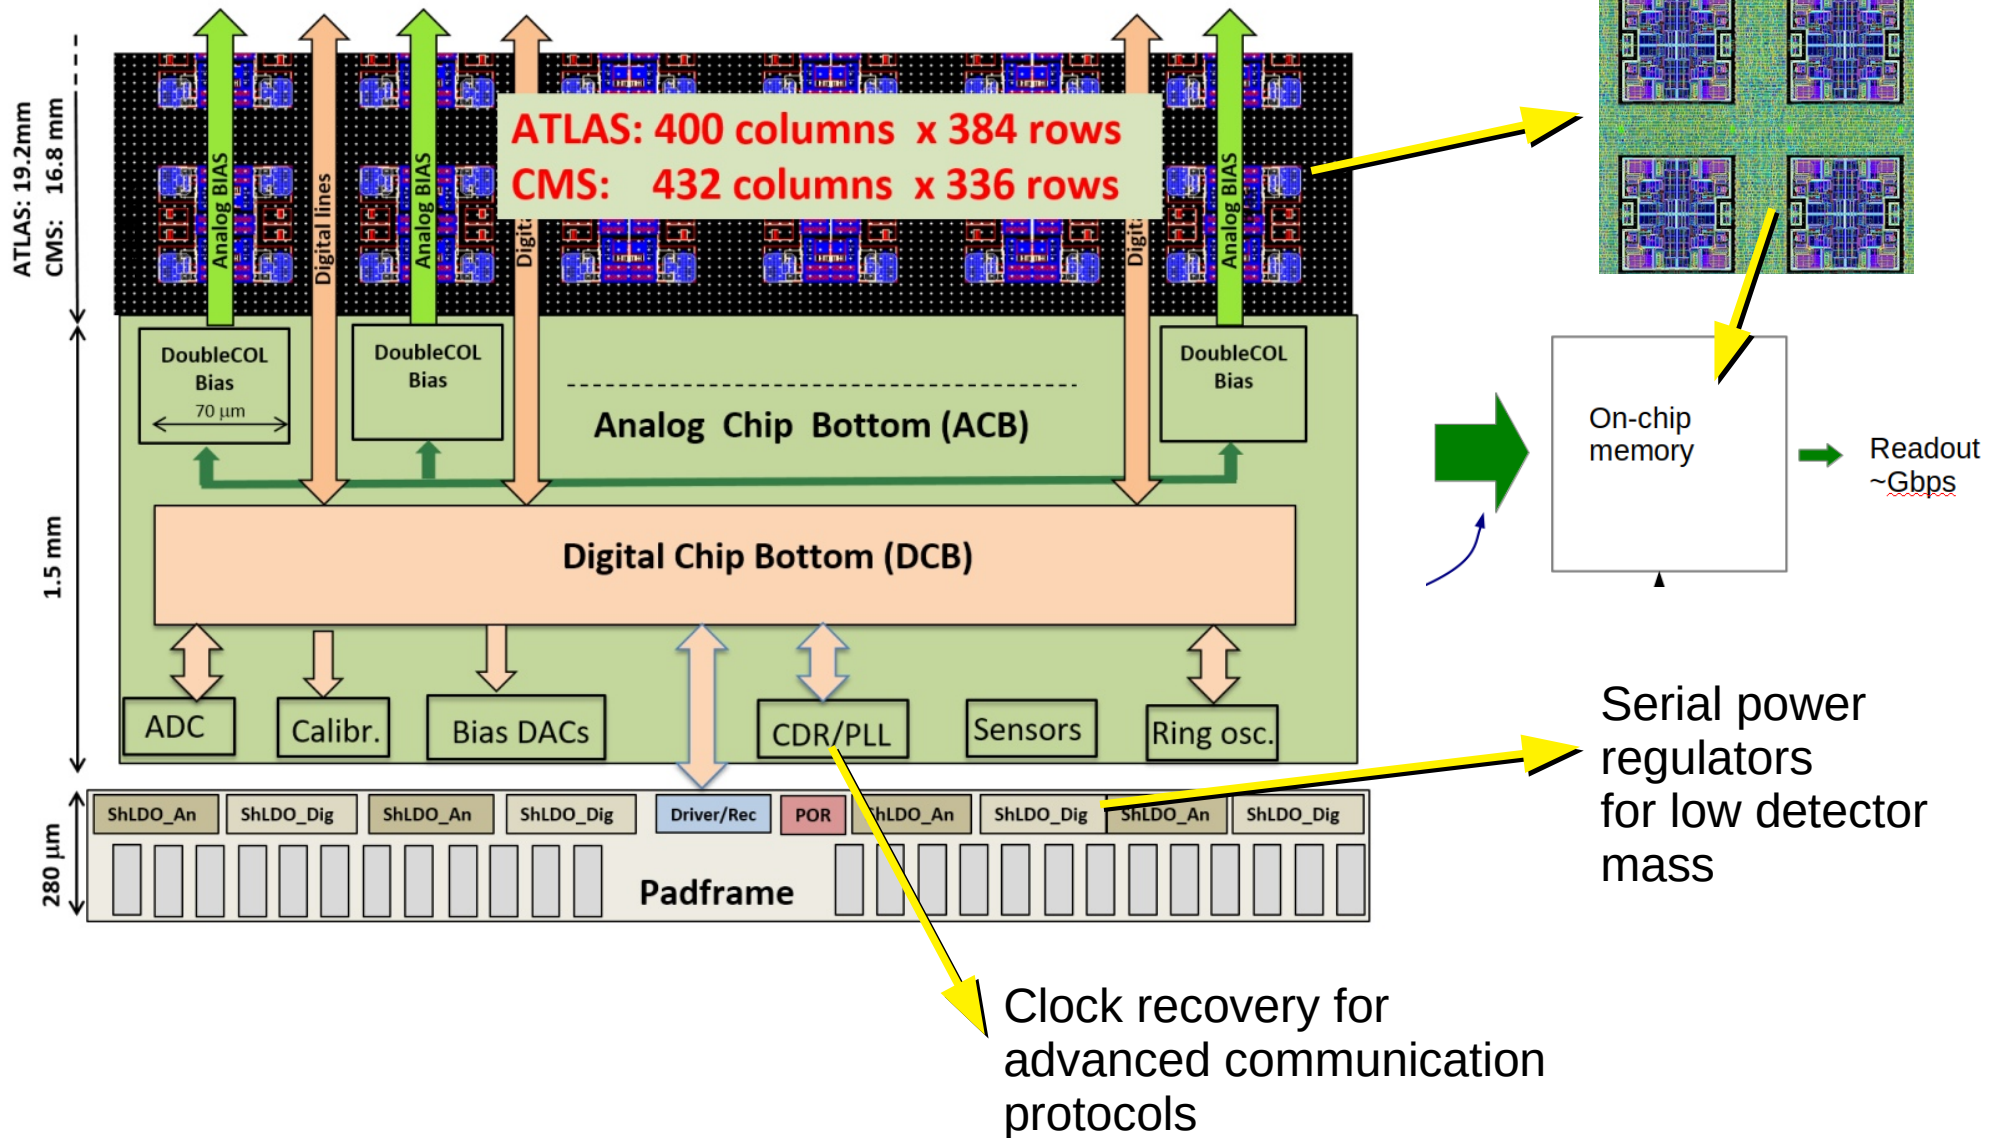 ATLAS: 19.2mm
CMS: 16.8 mm
1.5 mm
280 µm
Analog BIAS
Digital lines
Analog BIAS
Digit
Digit
Analog BIAS
ATLAS: 400 columns x 384 rows
CMS: 432 columns x 336 rows
DoubleCOL
Bias
70 µm
DoubleCOL
Bias
DoubleCOL
Bias
Analog Chip Bottom (ACB)
Digital Chip Bottom (DCB)
ADC
Calibr.
Bias DACs
CDR/PLL
Sensors
Ring osc.
ShLDO_An
ShLDO_Dig
ShLDO_An
ShLDO_Dig
Driver/Rec
POR
ShLDO_An
ShLDO_Dig
ShLDO_An
ShLDO_Dig
Padframe
On-chip
memory
Readout
~Gbps
Serial power
regulators
for low detector
mass
Clock recovery for
advanced communication
protocols